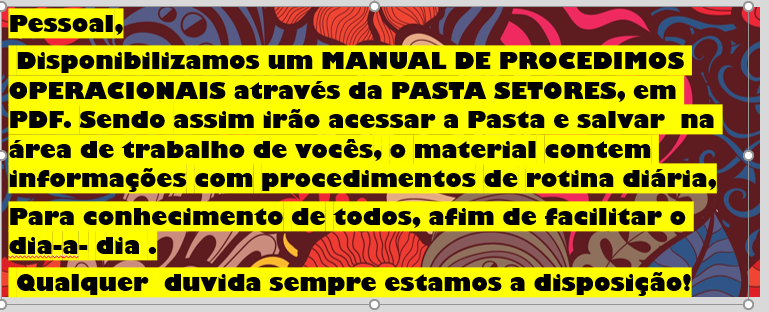 Pessoal,
Disponibilizamos um MANUAL DE PROCEDIMOS
OPERACIONAIS através da PASTA SETORES, em
PDF. Sendo assim irão acessar a Pasta e salvar  na
área de trabalho de vocês, o material contem
informações com procedimentos de rotina diária,
Para conhecimento de todos, afim de facilitar o
dia-a- dia .
Qualquer  duvida sempre estamos a disposição!